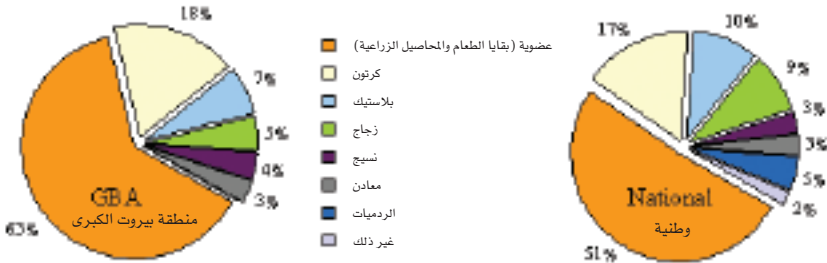 18%
7%
5%
4%
3%
63%
GBA
منطقة بيروت الكبرى
عضوية (بقايا الطعام والمحاصيل الزراعية)
كرتون
بلاستيك
زجاج
نسيج
معادن
الردميات
غير ذلك
17%
10%
9%
3%
3%
5%
2%
51%
National
وطنية